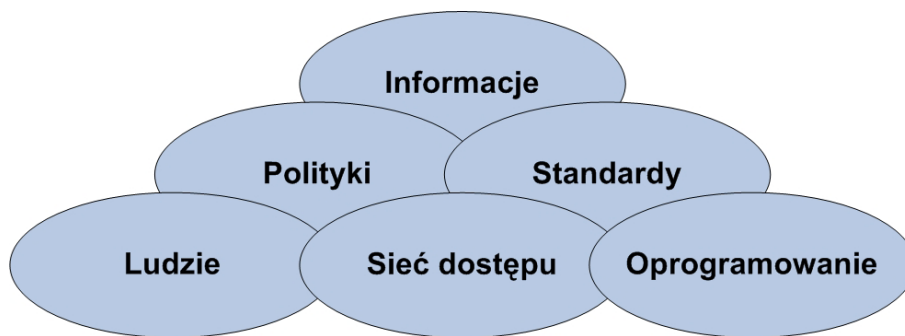 Informacje
Polityki
Standardy
Ludzie
Sieć dostępu
Oprogramowanie